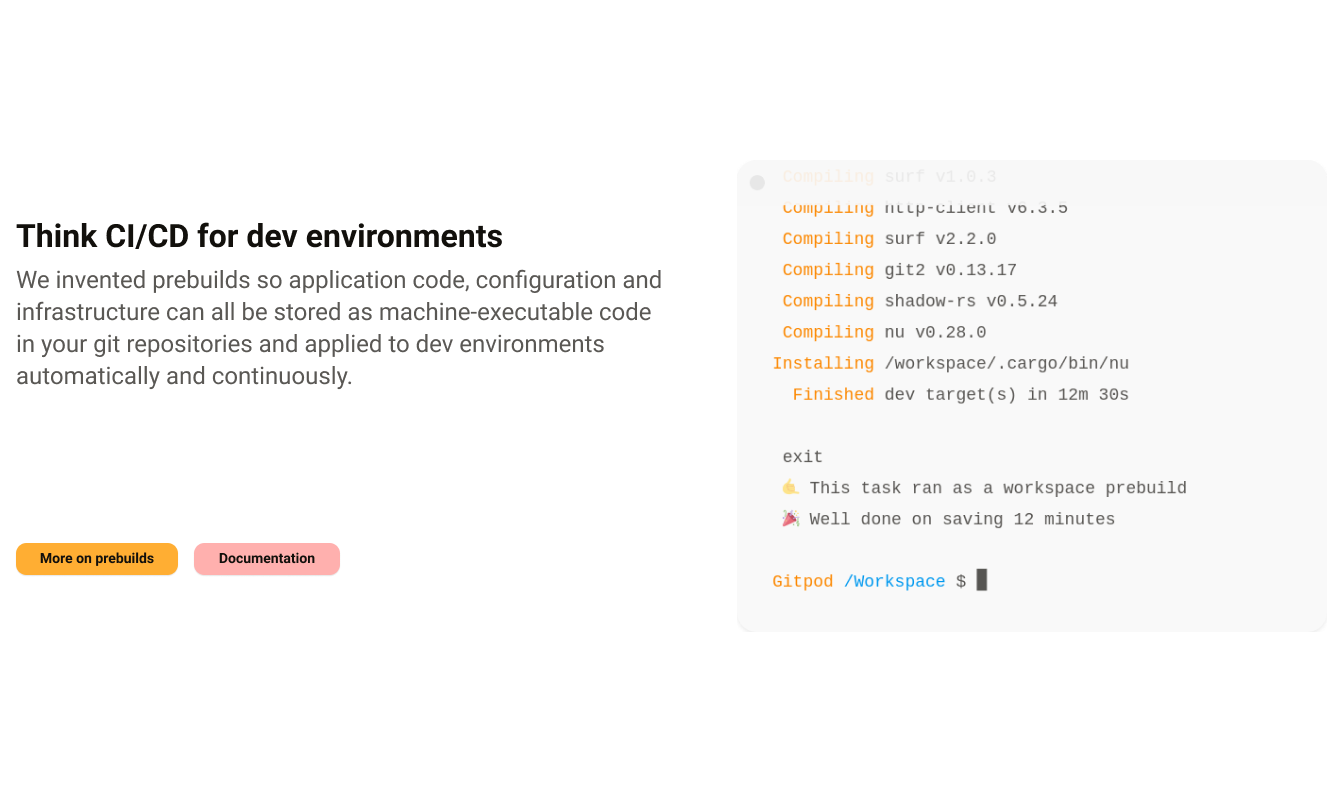 Think CI/CD for dev environments
We invented prebuilds so application code, configuration and
infrastructure can all be stored as machine-executable code
in your git repositories and applied to dev environments
automatically and continuously.
More on prebuilds
Documentation
Compiling surf v1.0.3
Compiling http-client v6.3.5
Compiling surf v2.2.0
Compiling git2 v0.13.17
Compiling shadow-rs v0.5.24
Compiling nu v0.28.0
Installing /workspace/.cargo/bin/nu
Finished dev target(s) in 12m 30s
exit
🤙 This task ran as a workspace prebuild
🎉 Well done on saving 12 minutes
Gitpod /Workspace $